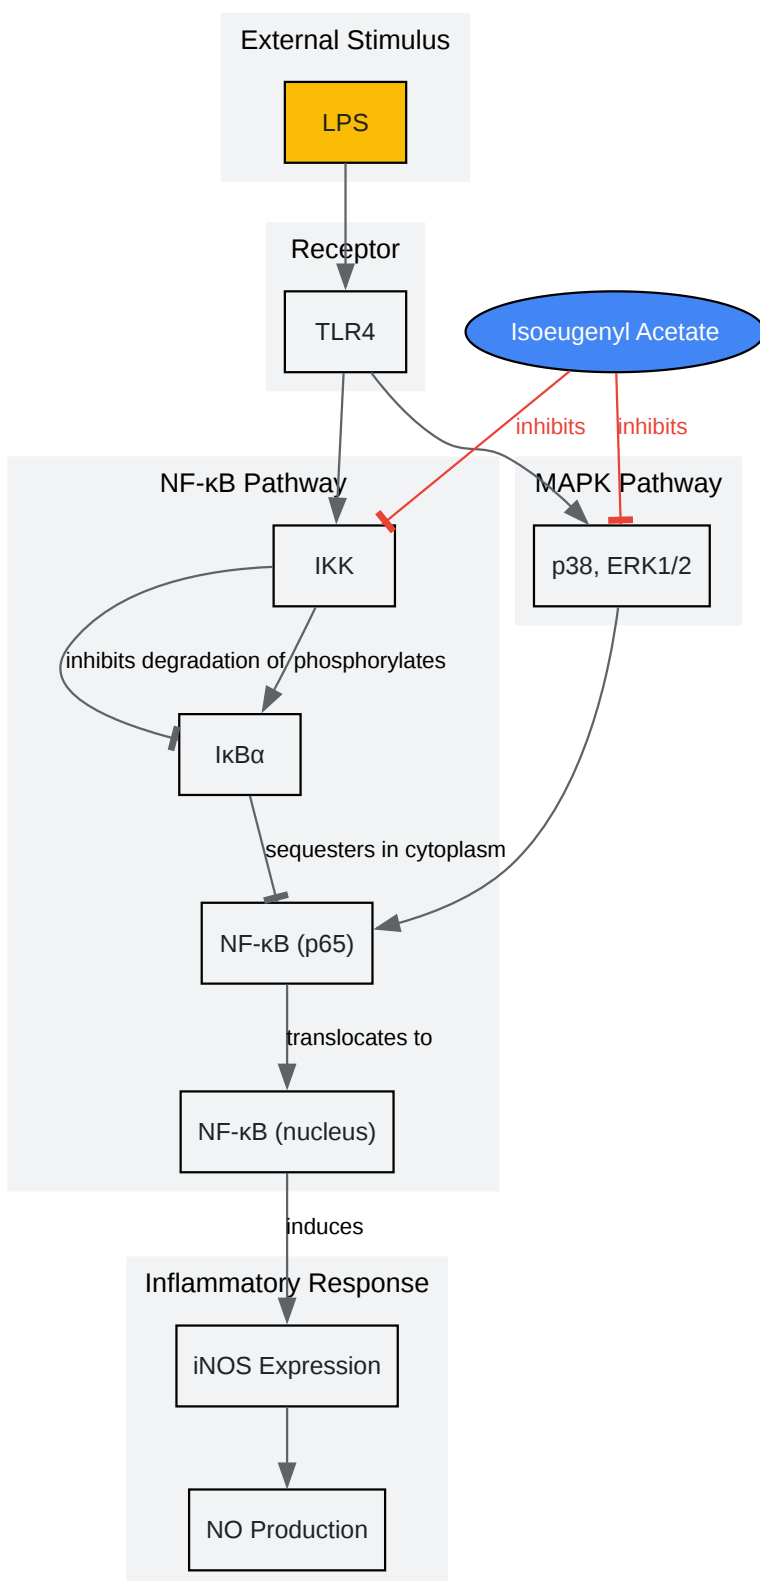 External Stimulus
LPS
Receptor
TLR4
Isoeugenyl Acetate
inhibits
inhibits
NF-κB Pathway
MAPK Pathway
IKK
p38, ERK1/2
inhibits degradation of
phosphorylates
IκBα
sequesters in cytoplasm
NF-κB (p65)
translocates to
NF-κB (nucleus)
induces
Inflammatory Response
iNOS Expression
NO Production